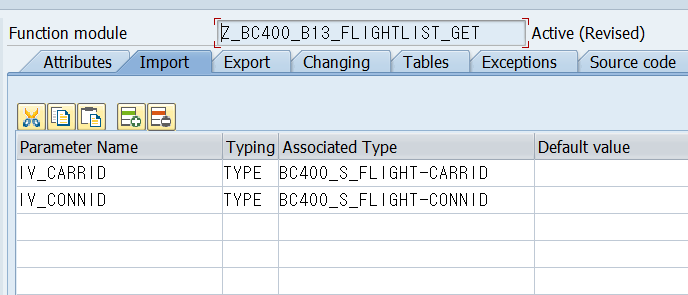 Function module Z_BC400_B13_FLIGHTLIST_GET Active (Revised)
Attributes Import Export Changing Tables Exceptions Source code
Parameter Name Typing Associated Type Default value
IV_CARRID TYPE BC400_S_FLIGHT-CARRID
IV_CONNID TYPE BC400_S_FLIGHT-CONNID